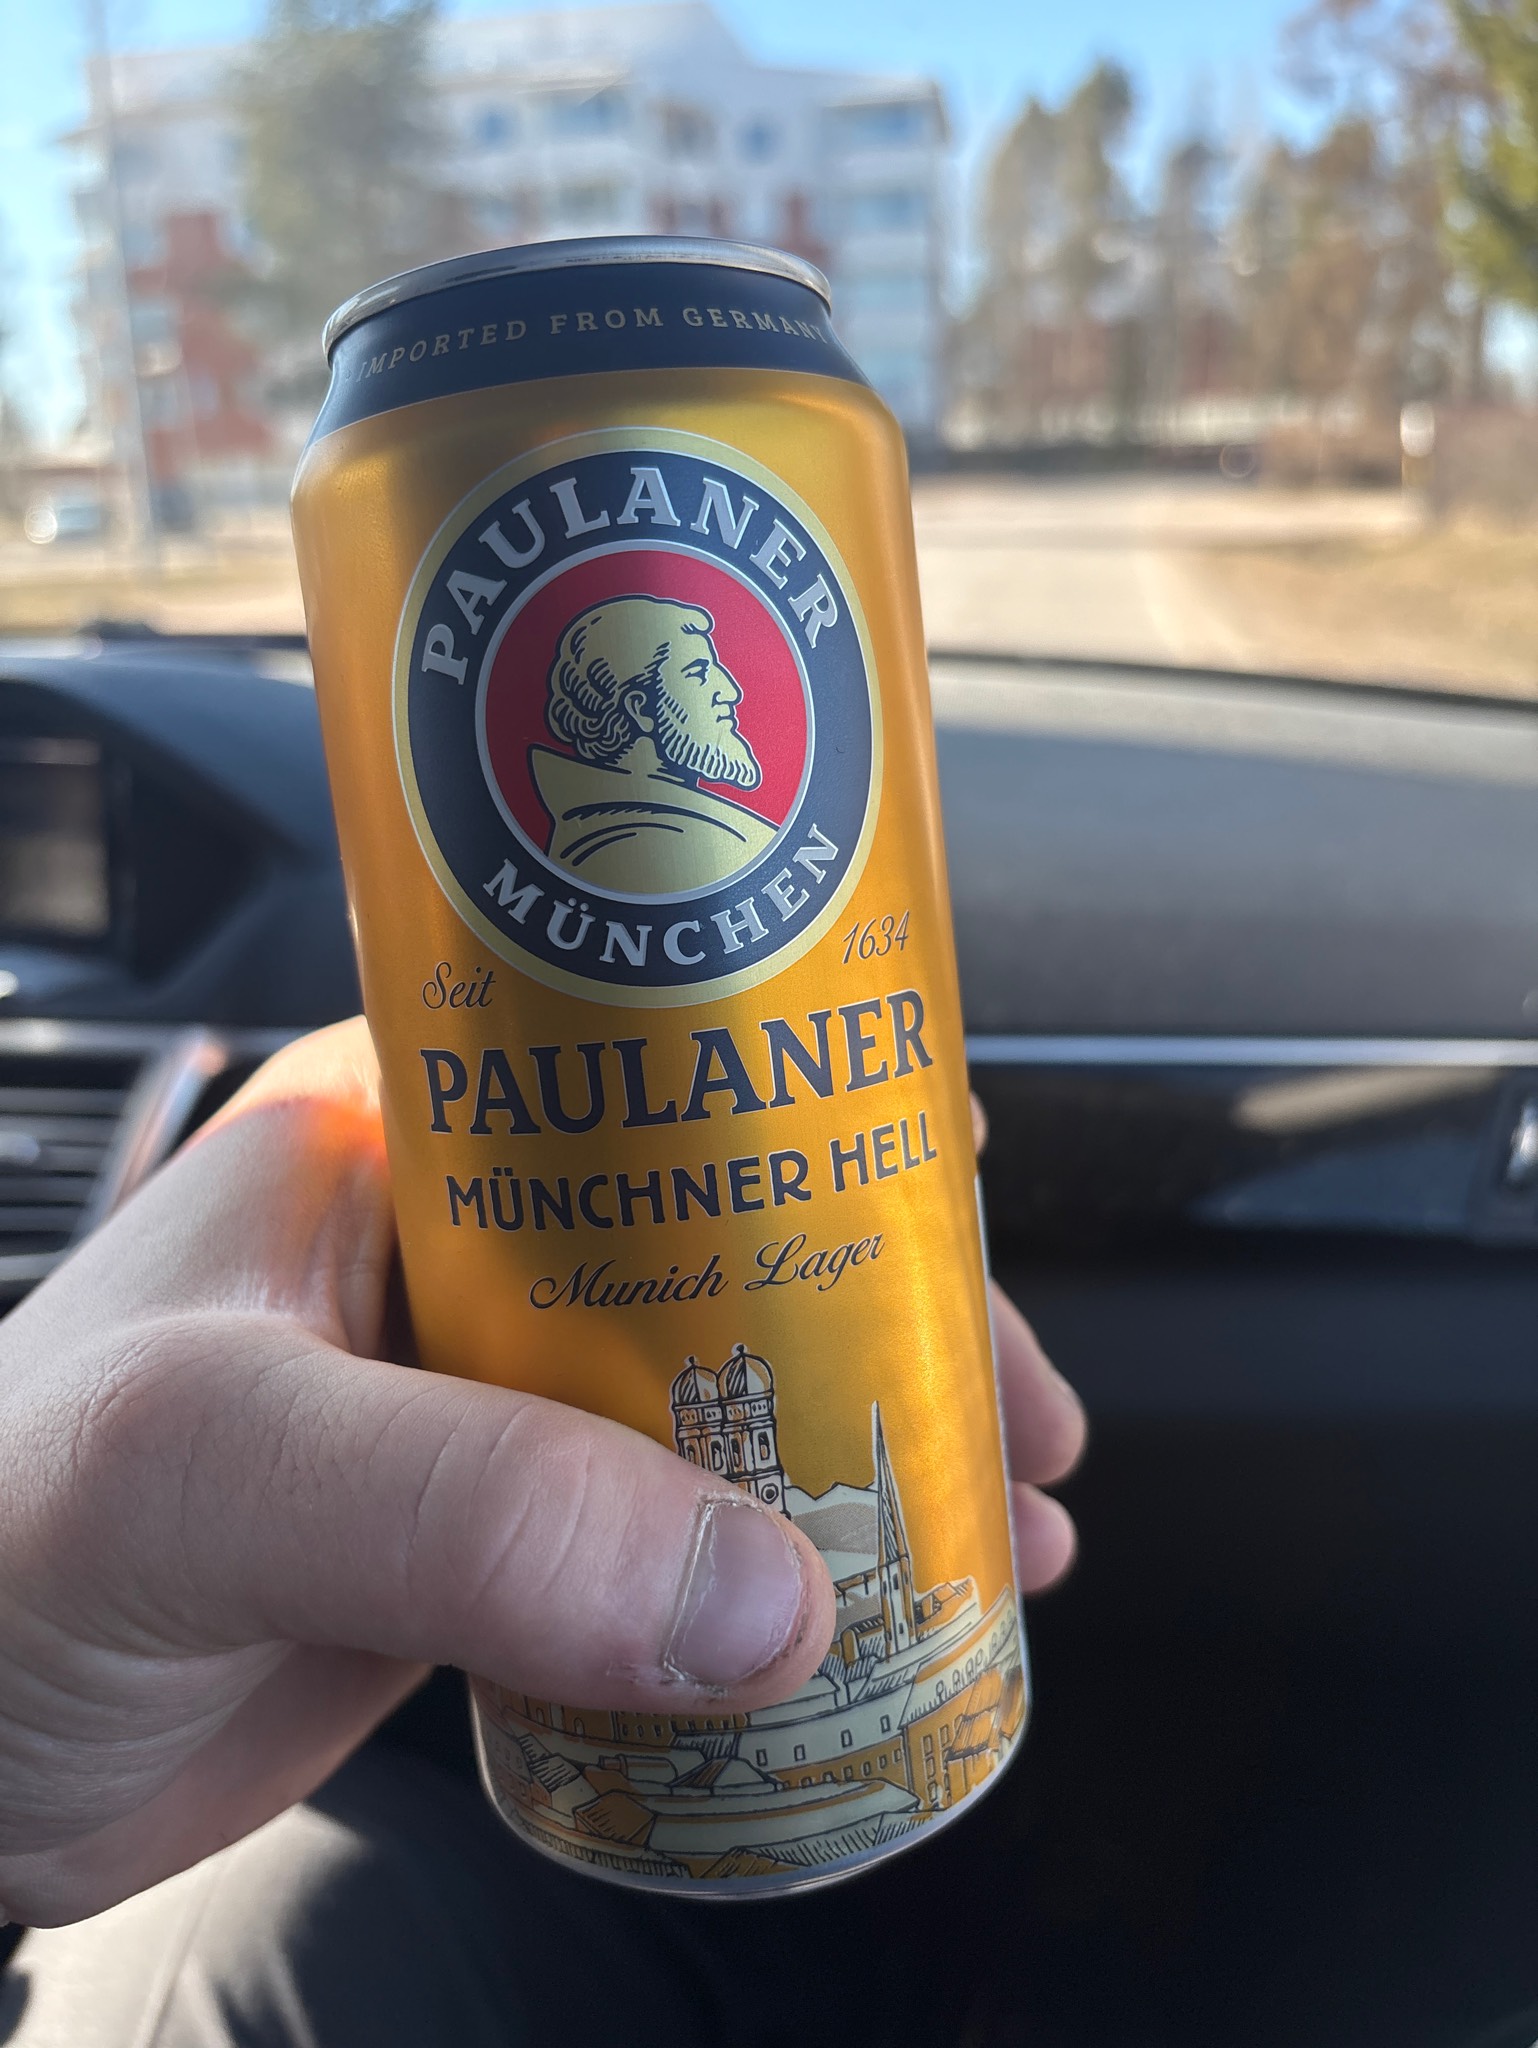 IMPORTED FROM GERMANY
PAULANER
MÜNCHEN
Seit 1634
PAULANER
MÜNCHNER HELL
Munich Lager